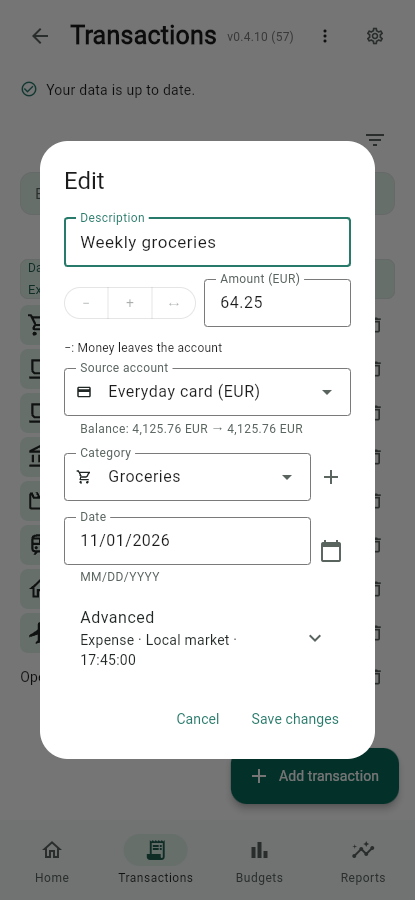 Transactions v0.4.10 (57)
Your data is up to date.
Edit
Description
Weekly groceries
− + ↔
Amount (EUR)
64.25
−: Money leaves the account
Source account
Everyday card (EUR)
Balance: 4,125.76 EUR → 4,125.76 EUR
Category
Groceries
Date
11/01/2026
MM/DD/YYYY
Advanced
Expense · Local market ·
17:45:00
Cancel Save changes
Add transaction
Home Transactions Budgets Reports